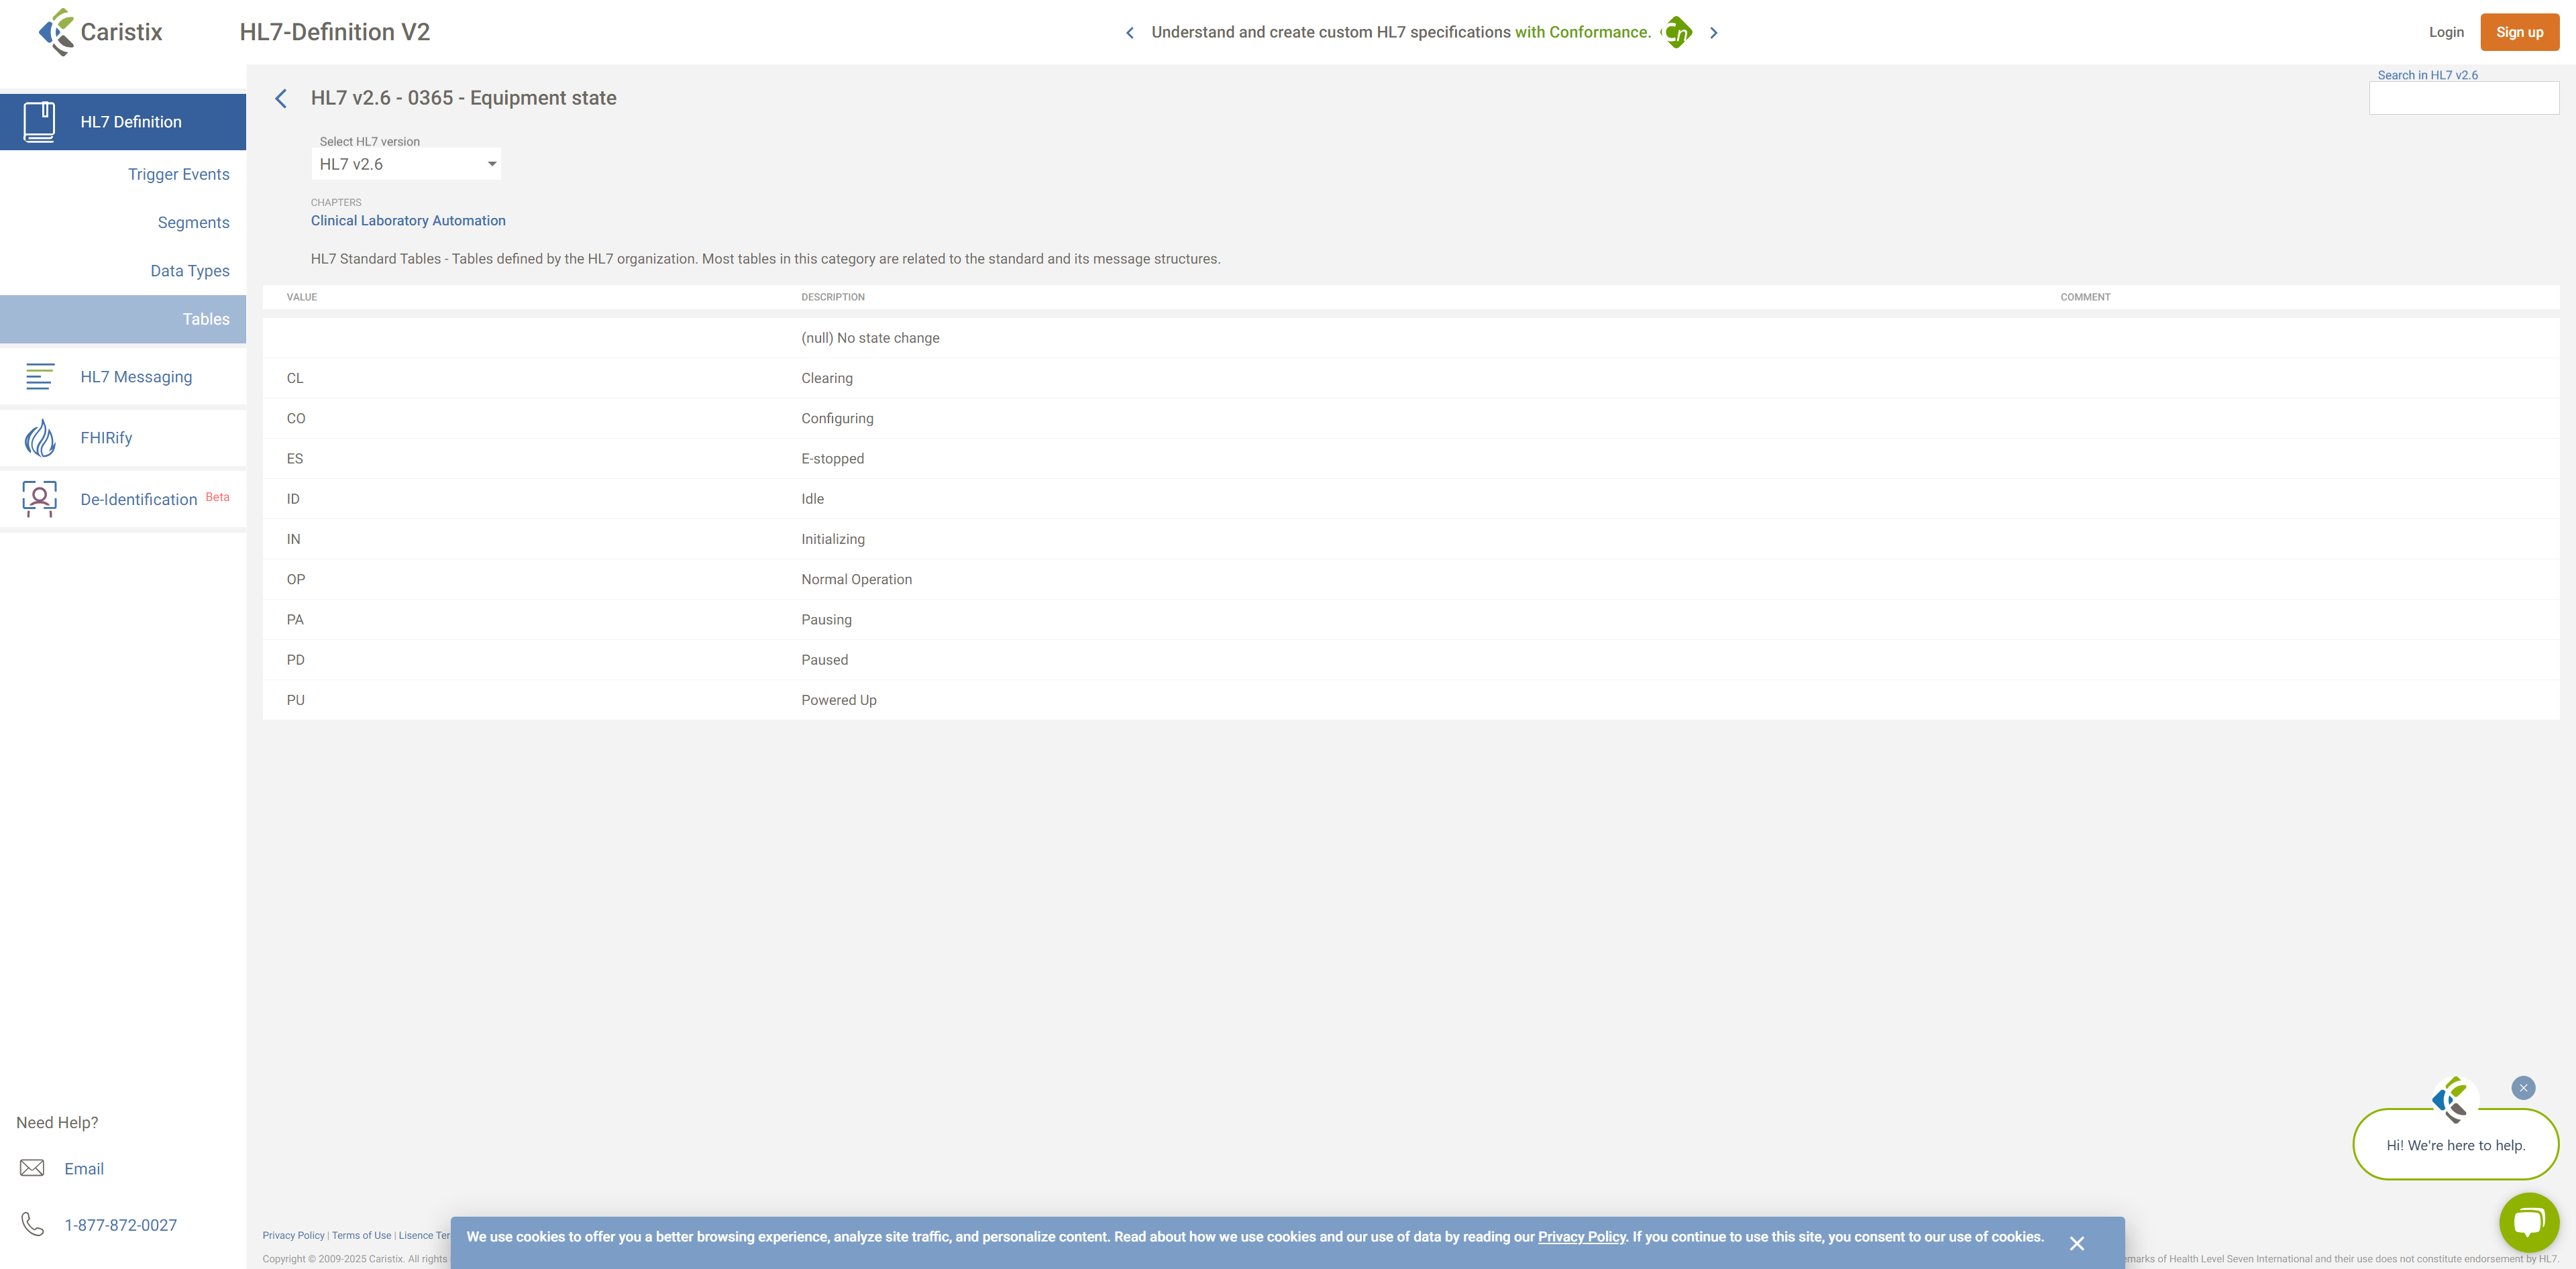 Caristix
HL7-Definition V2
Understand and create custom HL7 specifications with Conformance. Cn
Login
Sign up
HL7 Definition
Trigger Events
Segments
Data Types
Tables
HL7 Messaging
FHIRify
De-Identification Beta
Need Help?
Email
1-877-872-0027
HL7 v2.6 - 0365 - Equipment state
Search in HL7 v2.6
Select HL7 version
HL7 v2.6
CHAPTERS
Clinical Laboratory Automation
HL7 Standard Tables - Tables defined by the HL7 organization. Most tables in this category are related to the standard and its message structures.
VALUE DESCRIPTION COMMENT
(null) No state change
CL Clearing
CO Configuring
ES E-stopped
ID Idle
IN Initializing
OP Normal Operation
PA Pausing
PD Paused
PU Powered Up
Hi! We're here to help.
Privacy Policy | Terms of Use | Lisence
We use cookies to offer you a better browsing experience, analyze site traffic, and personalize content. Read about how we use cookies and our use of data by reading our Privacy Policy. If you continue to use this site, you consent to our use of cookies.
Copyright © 2009-2025 Caristix. All rights
of Health Level Seven International and their use does not constitute endorsement by HL7.